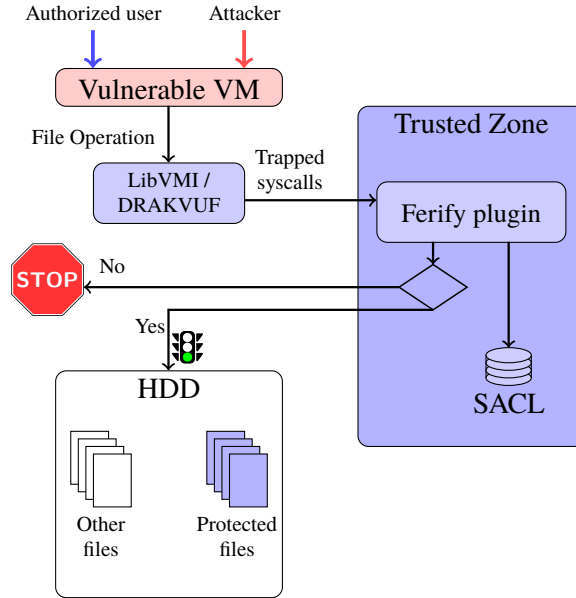 Authorized user
Attacker
Vulnerable VM
File Operation
Trusted Zone
LibVMI /
DRAKVUF
Trapped
syscalls
Ferify plugin
STOP
No
Yes
HDD
SACL
Other
files
Protected
files